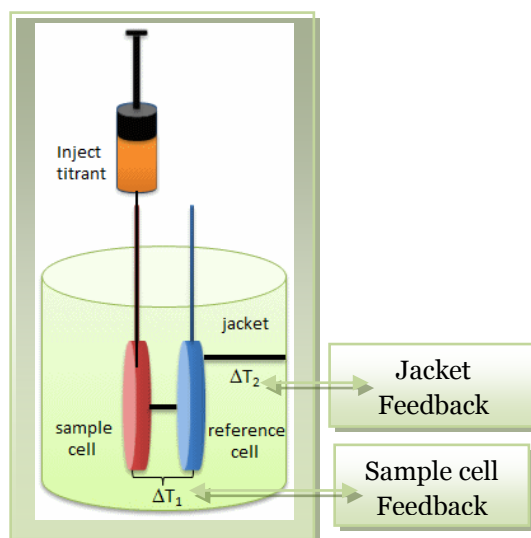 Inject
titrant
jacket
ΔT₂
sample
cell
reference
cell
ΔT₁
Jacket
Feedback
Sample cell
Feedback